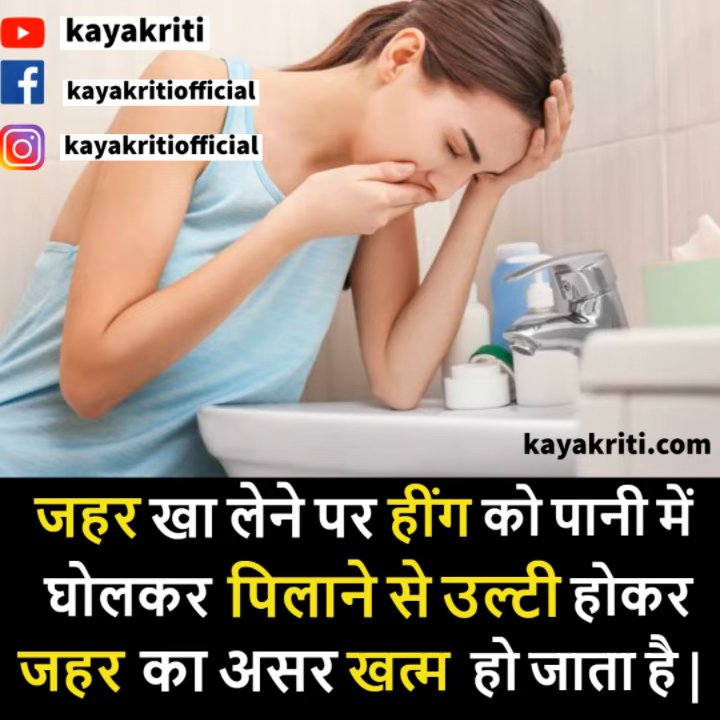 kayakriti
kayakritiofficial
kayakritiofficial
kayakriti.com
जहर खा लेने पर हींग को पानी में
घोलकर पिलाने से उल्टी होकर
जहर का असर खत्म हो जाता है|